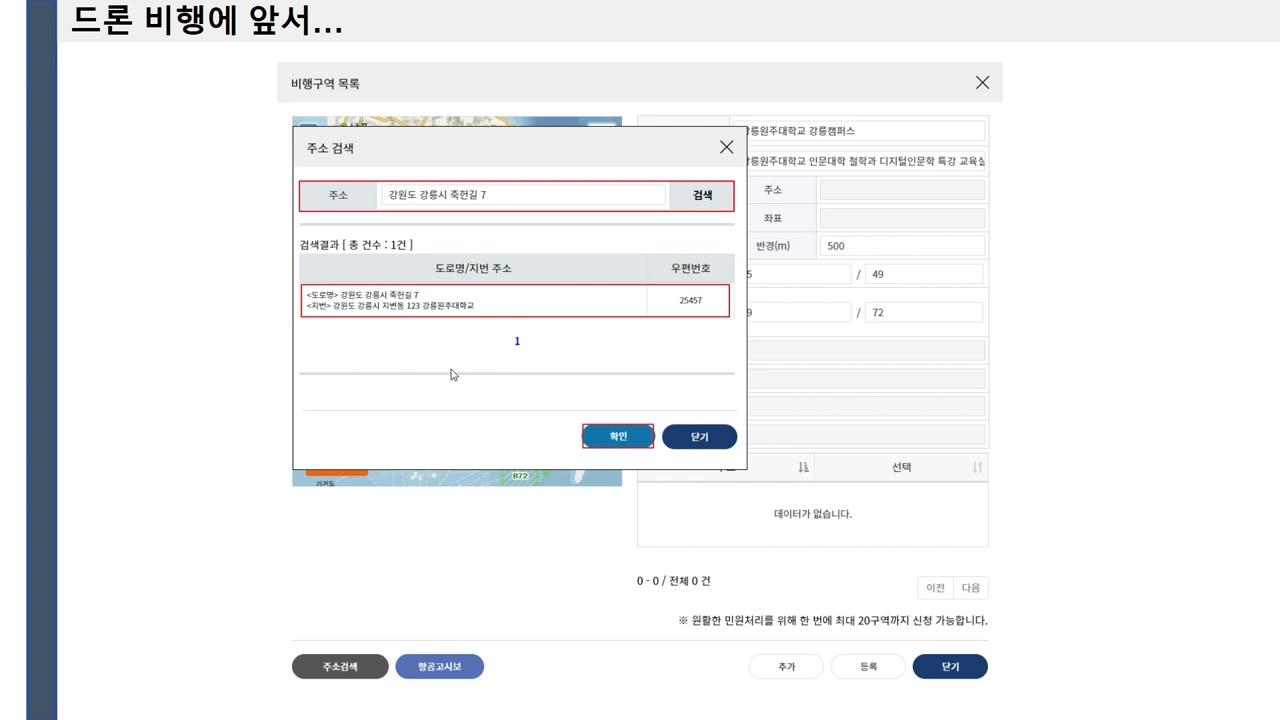 드론 비행에 앞서...
비행구역 목록
주소 검색
주소
강원도 강릉시 죽헌길 7
검색
검색결과 [ 총 건수 : 1건 ]
도로명/지번 주소
우편번호
<도로명> 강원도 강릉시 죽헌길 7
<지번> 강원도 강릉시 지변동 123 강릉원주대학교
25457
1
확인
닫기
강릉원주대학교 강릉캠퍼스
강릉원주대학교 인문대학 철학과 디지털인문학 특강 교육실
주소
좌표
반경(m)
500
5 / 49
9 / 72
선택
데이터가 없습니다.
R72
가거도
0 - 0 / 전체 0 건
이전
다음
※ 원활한 민원처리를 위해 한 번에 최대 20구역까지 신청 가능합니다.
주소검색
항공고시보
추가
등록
닫기